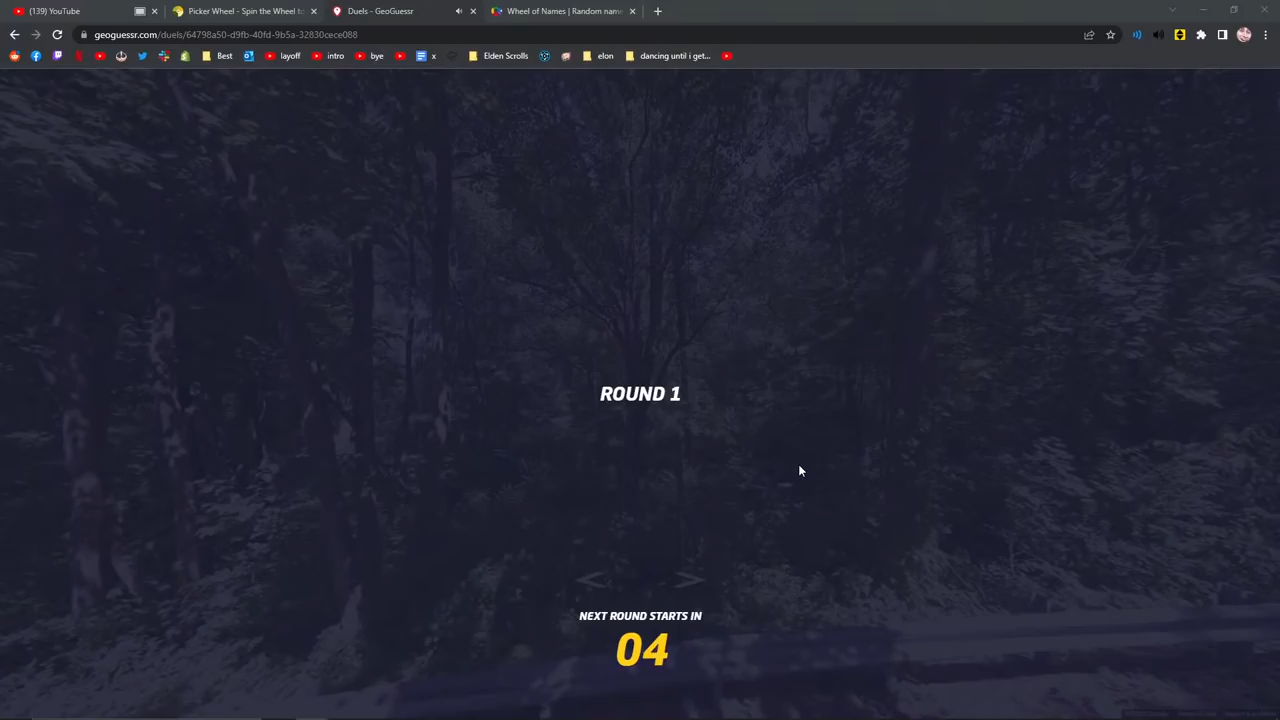 (139) YouTube
Picker Wheel - Spin the Wheel to
Duels - GeoGuessr
Wheel of Names | Random name
geoguessr.com/duels/64798a50-d9fb-40fd-9b5a-32830cece088
Best
layoff
intro
bye
x
Elden Scrolls
elon
dancing until i get...
ROUND 1
NEXT ROUND STARTS IN
04